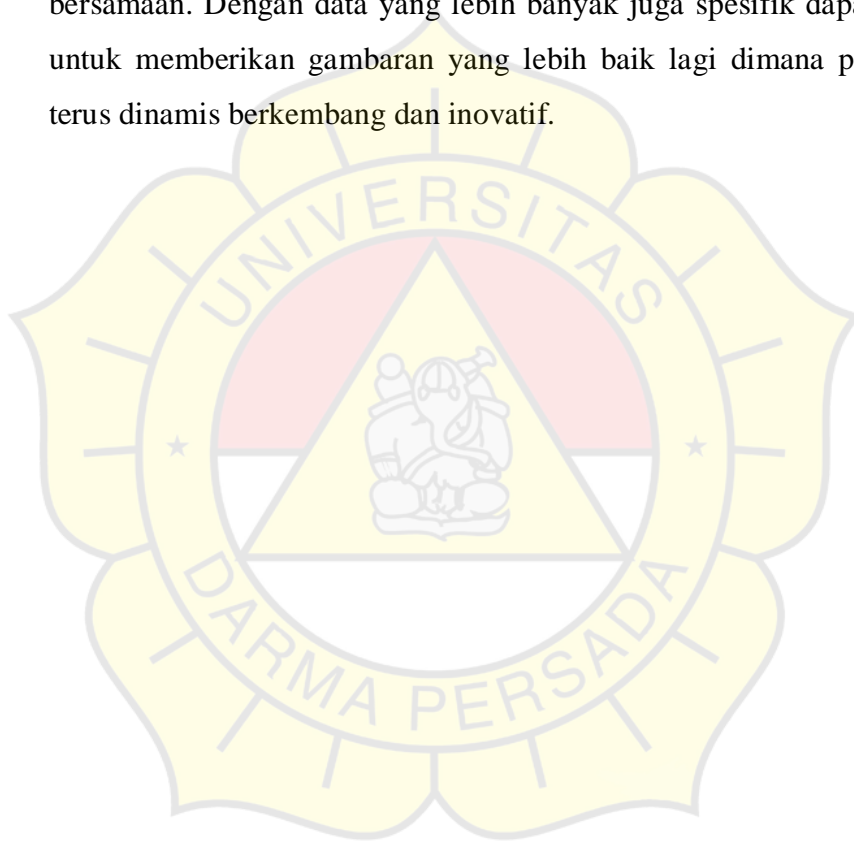 bersamaan. Dengan data yang lebih banyak juga spesifik
untuk memberikan gambaran yang lebih baik lagi dimana
terus dinamis berkembang dan inovatif.
UNIVERSITAS
DARMA PERSADA